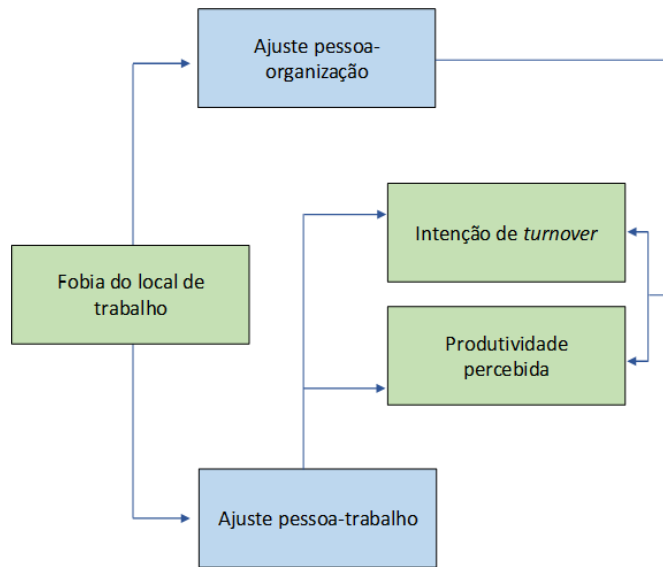 Ajuste pessoa-
organização
Intenção de turnover
Fobia do local de
trabalho
Produtividade
percebida
Ajuste pessoa-trabalho